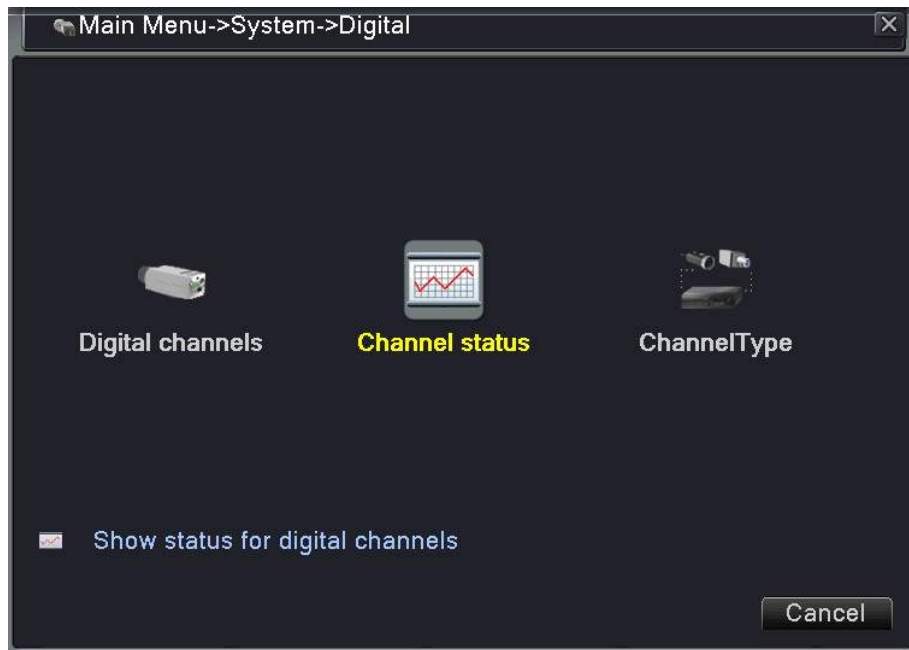 Main Menu->System->Digital
Digital channels
Channel status
ChannelType
Show status for digital channels
Cancel